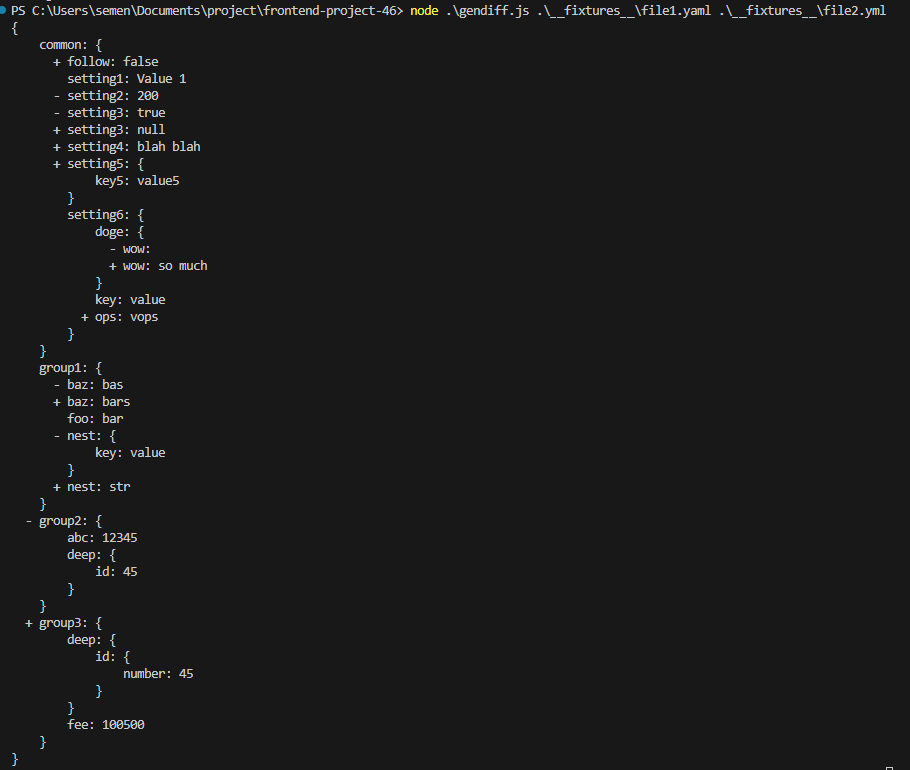 PS C:\Users\semen\Documents\project\frontend-project-46> node .\gendiff.js .\__fixtures__\file1.yaml .\__fixtures__\file2.yml
{
    common: {
      + follow: false
        setting1: Value 1
      - setting2: 200
      - setting3: true
      + setting3: null
      + setting4: blah blah
      + setting5: {
            key5: value5
        }
        setting6: {
            doge: {
              - wow:
              + wow: so much
            }
            key: value
          + ops: vops
        }
    }
    group1: {
      - baz: bas
      + baz: bars
        foo: bar
      - nest: {
            key: value
        }
      + nest: str
    }
  - group2: {
        abc: 12345
        deep: {
            id: 45
        }
    }
  + group3: {
        deep: {
            id: {
                number: 45
            }
        }
        fee: 100500
    }
}